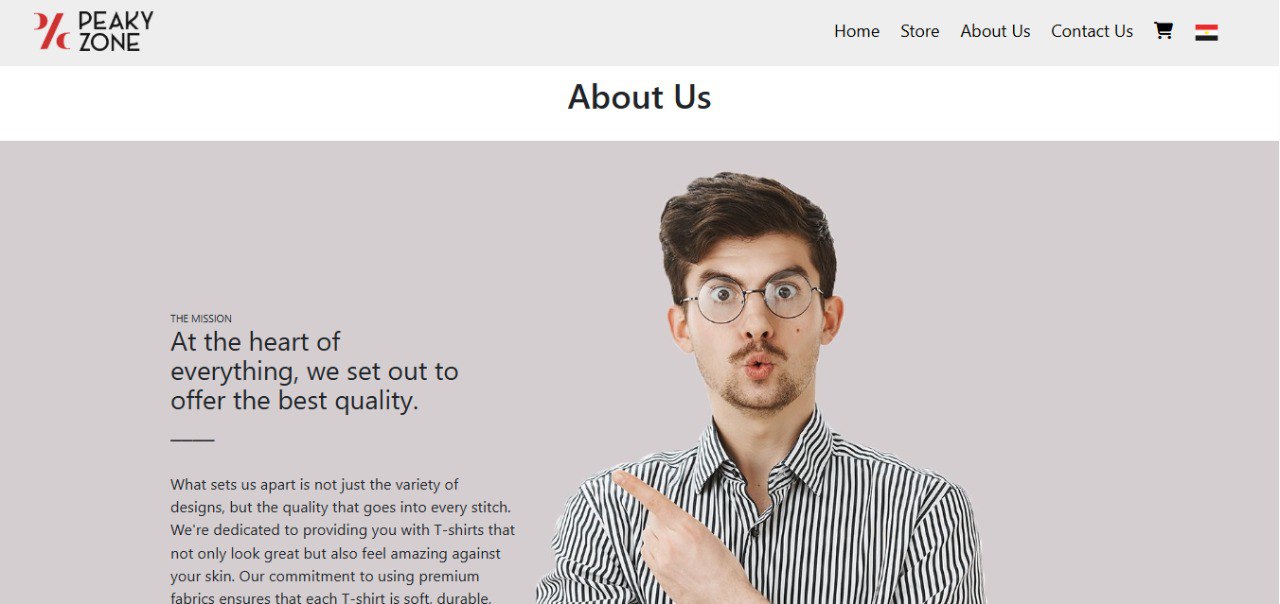 PEAKY
ZONE
Home Store About Us Contact Us
About Us
THE MISSION
At the heart of
everything, we set out to
offer the best quality.
What sets us apart is not just the variety of
designs, but the quality that goes into every stitch.
We're dedicated to providing you with T-shirts that
not only look great but also feel amazing against
your skin. Our commitment to using premium
fabrics ensures that each T-shirt is soft, durable,